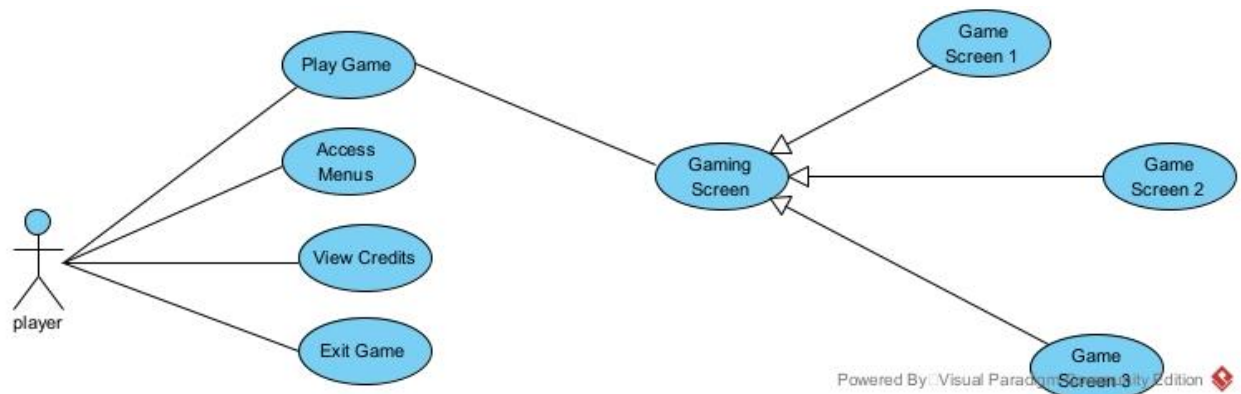 Play Game
Access
Menus
View Credits
Exit Game
player
Gaming
Screen
Game
Screen 1
Game
Screen 2
Game
Screen 3
Powered By Visual Paradigm Community Edition